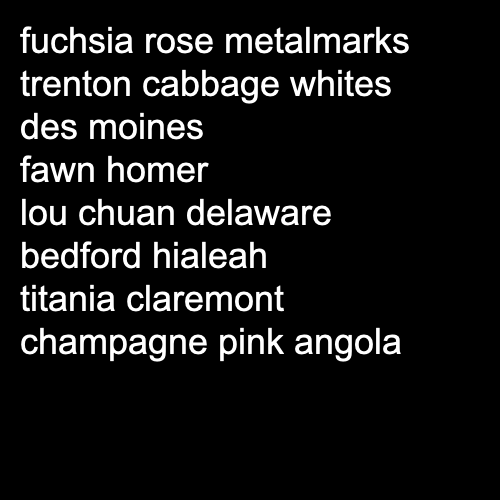 fuchsia rose metalmarks
trenton cabbage whites
des moines
fawn homer
lou chuan delaware
bedford hialeah
titania claremont
champagne pink angola